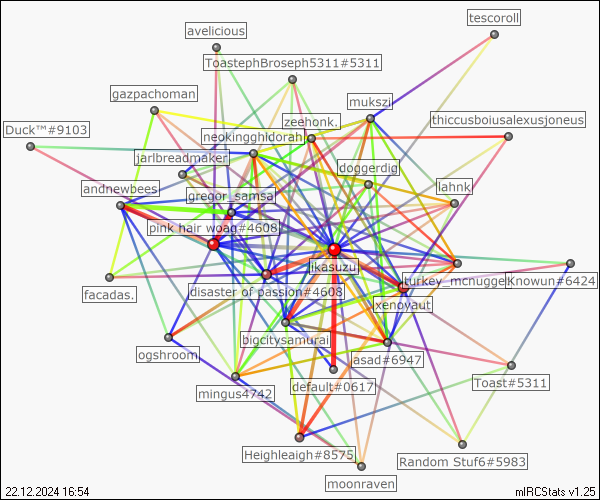 tescoroll
avelicious
ToastephBroseph5311#5311
gazpachoman
mukszi
zeehonk.
thiccusboiusalexusjoneus
Duck™#9103
neokingghidorah
jarlbreadmaker
doggerdig
andnewbees
lahnk
gregor_samsa
pink hair woag#4608
ikasuzu.
turkey_mcnugge
Knowun#6424
disaster of passion#4608
facadas.
xenoyaut
bigcitysamurai
ogshroom
asad#6947
mingus4742
default#0617
Toast#5311
Heighleaigh#8575
Random Stuf6#5983
moonraven
22.12.2024 16:54
mIRCStats v1.25